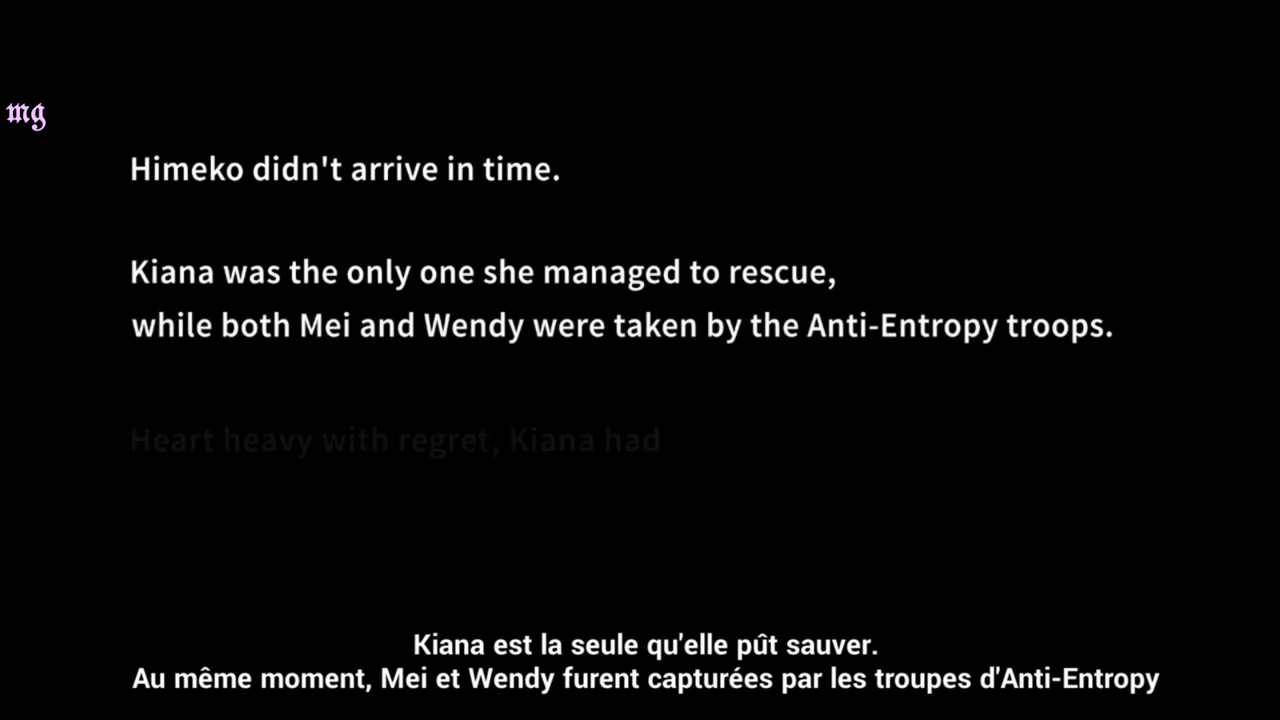 mg
Himeko didn't arrive in time.
Kiana was the only one she managed to rescue,
while both Mei and Wendy were taken by the Anti-Entropy troops.
Heart heavy with regret, Kiana had
Kiana est la seule qu'elle pût sauver.
Au même moment, Mei et Wendy furent capturées par les troupes d'Anti-Entropy